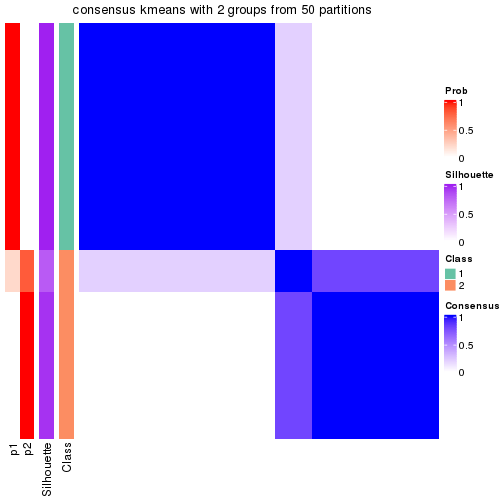 consensus kmeans with 2 groups from 50 partitions
Prob
1
0.5
0
Silhouette
1
0.5
0
Class
1
2
Consensus
1
0.5
0
p1
p2
Silhouette
Class